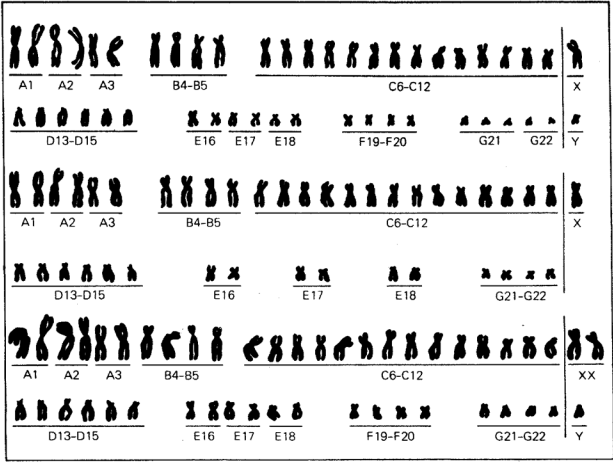 A1 A2 A3 B4-B5 C6-C12 X
D13-D15 E16 E17 E18 F19-F20 G21 G22 Y
A1 A2 A3 B4-B5 C6-C12 X
D13-D15 E16 E17 E18 G21-G22
A1 A2 A3 B4-B5 C6-C12 XX
D13-D15 E16 E17 E18 F19-F20 G21-G22 Y